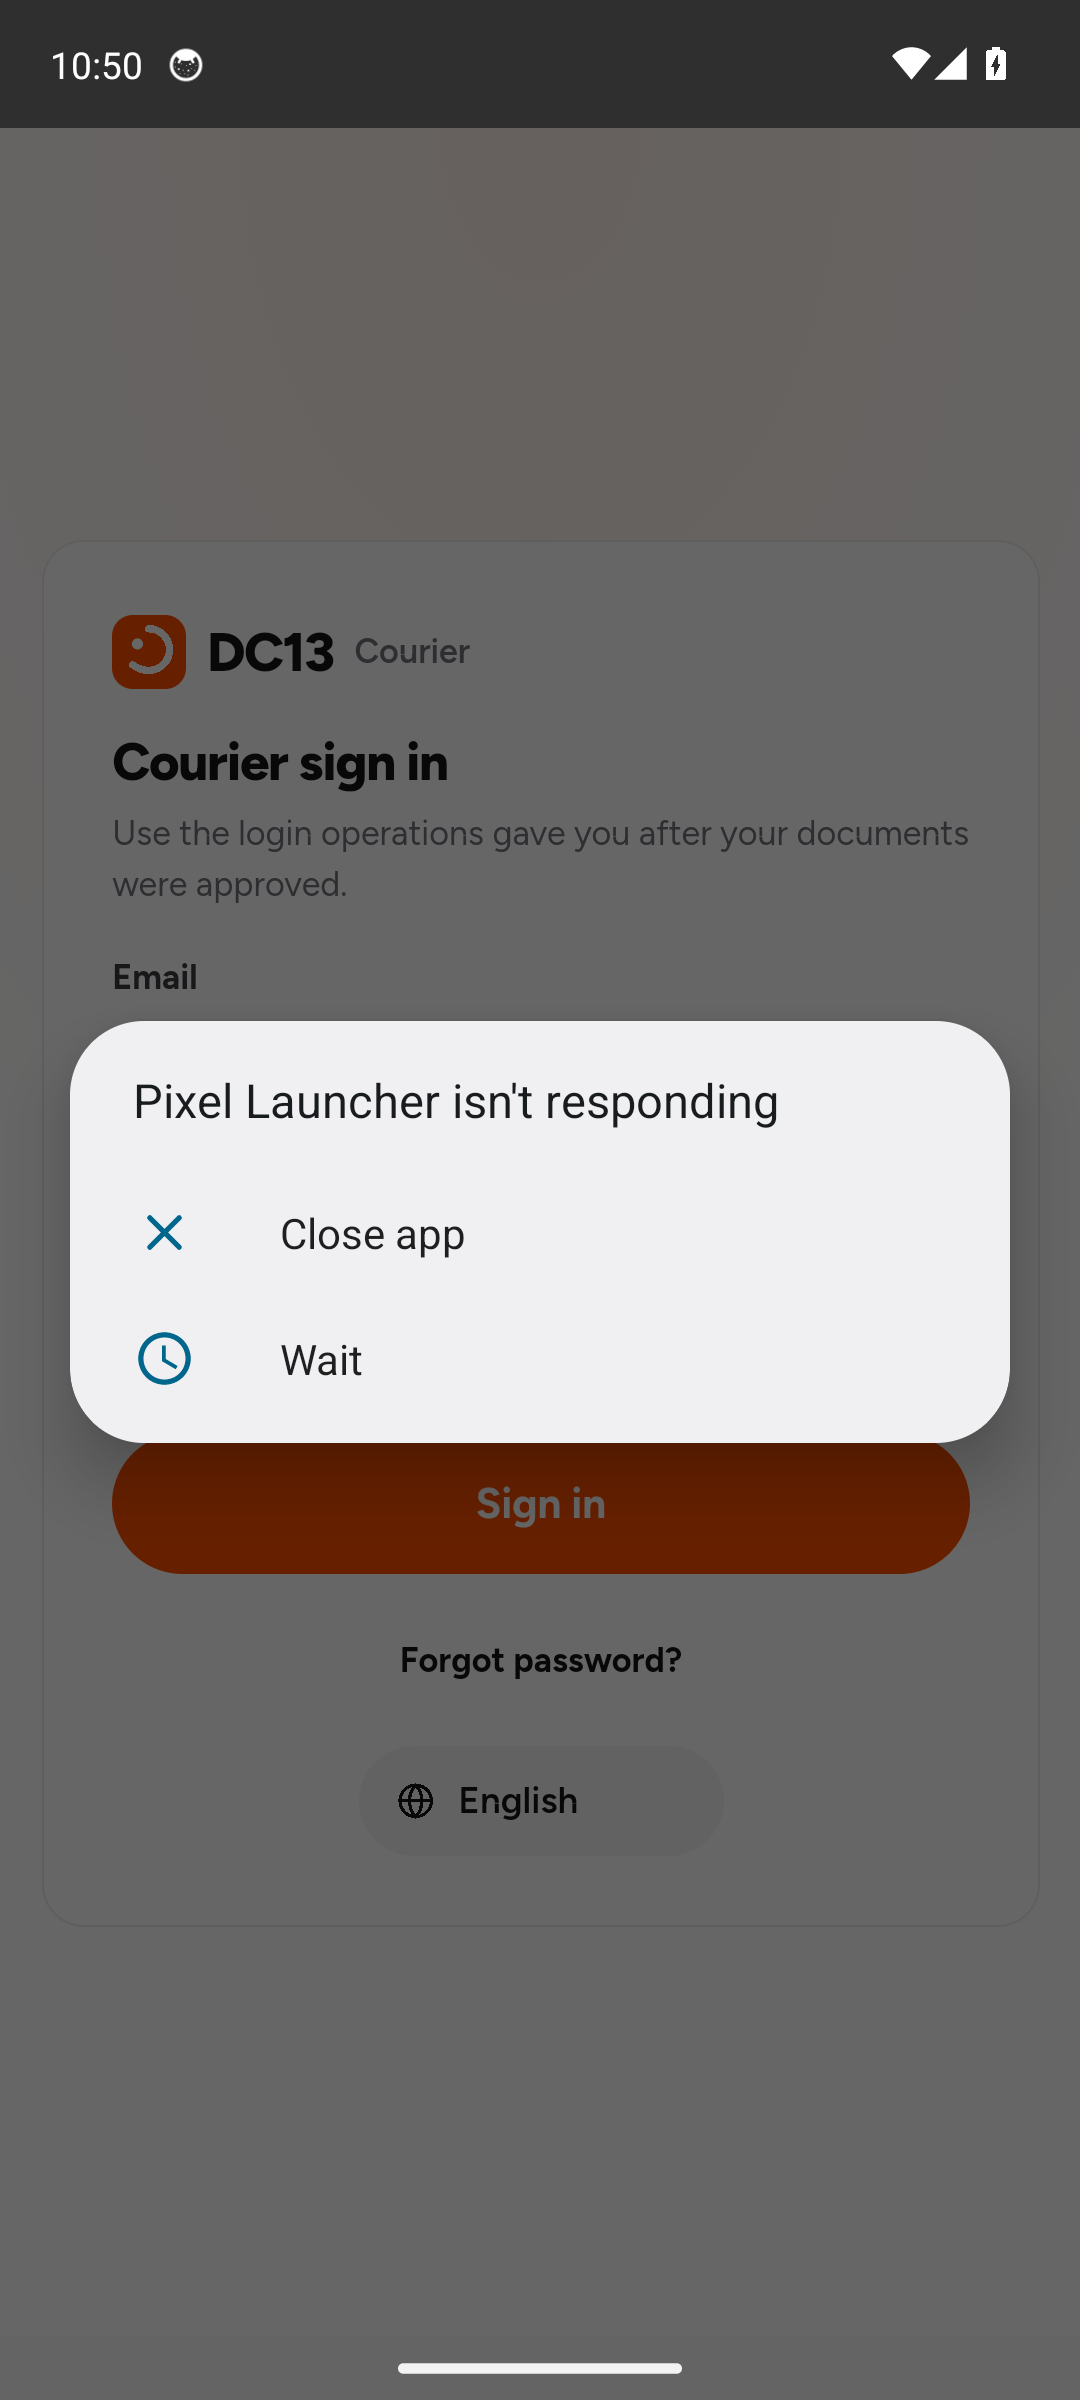 10:50
DC13 Courier
Courier sign in
Use the login operations gave you after your documents
were approved.
Email
Pixel Launcher isn't responding
Close app
Wait
Sign in
Forgot password?
English